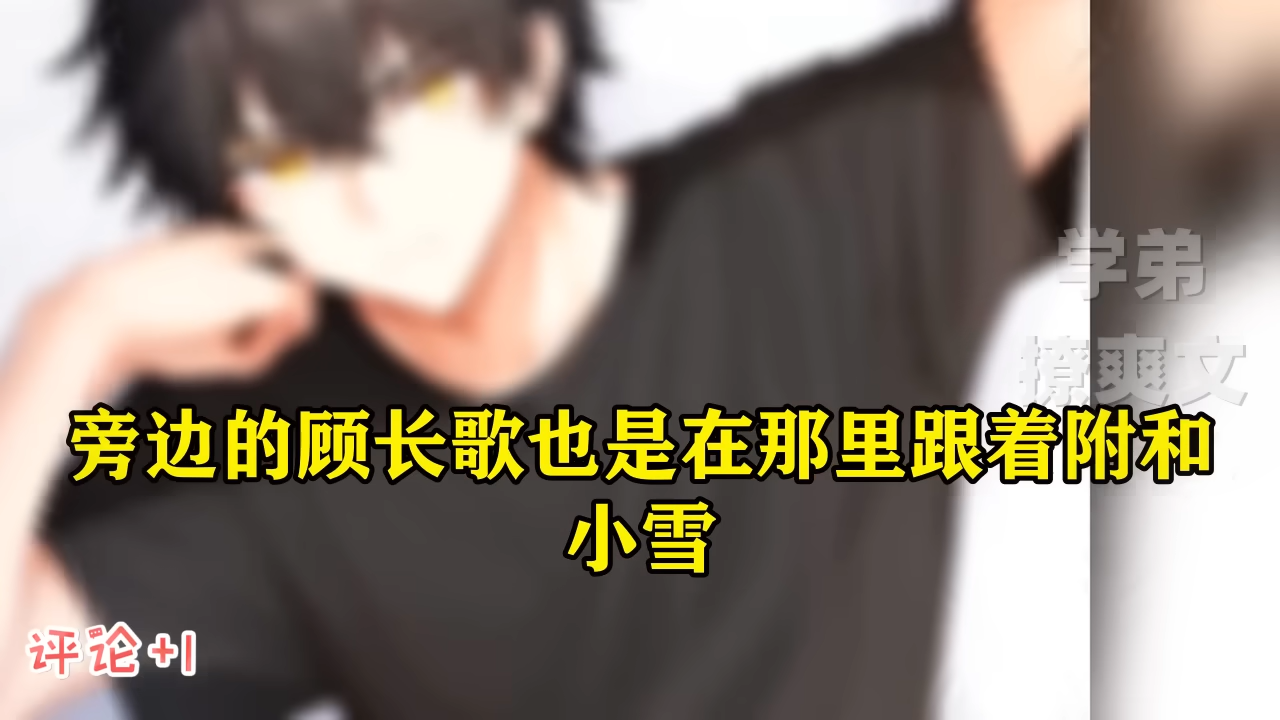 学弟
撩爽文
旁边的顾长歌也是在那里跟着附和
小雪
评论+1